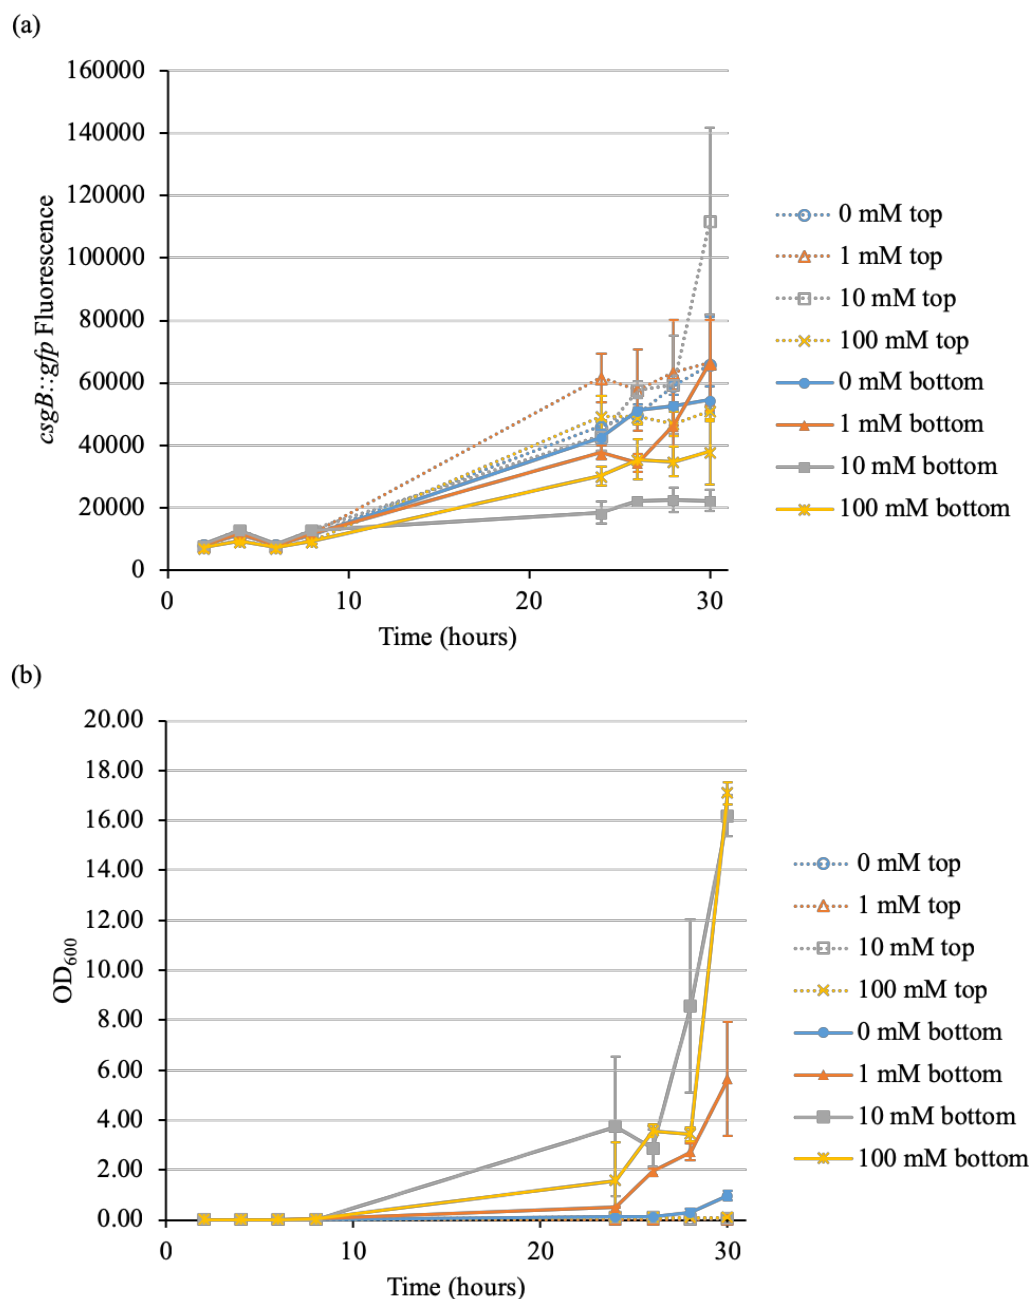 (a)
160000
140000
120000
100000
80000
60000
40000
20000
0
csgB::gfp Fluorescence
0 10 20 30
Time (hours)
0 mM top
1 mM top
10 mM top
100 mM top
0 mM bottom
1 mM bottom
10 mM bottom
100 mM bottom
(b)
20.00
18.00
16.00
14.00
12.00
10.00
8.00
6.00
4.00
2.00
0.00
OD600
0 10 20 30
Time (hours)
0 mM top
1 mM top
10 mM top
100 mM top
0 mM bottom
1 mM bottom
10 mM bottom
100 mM bottom